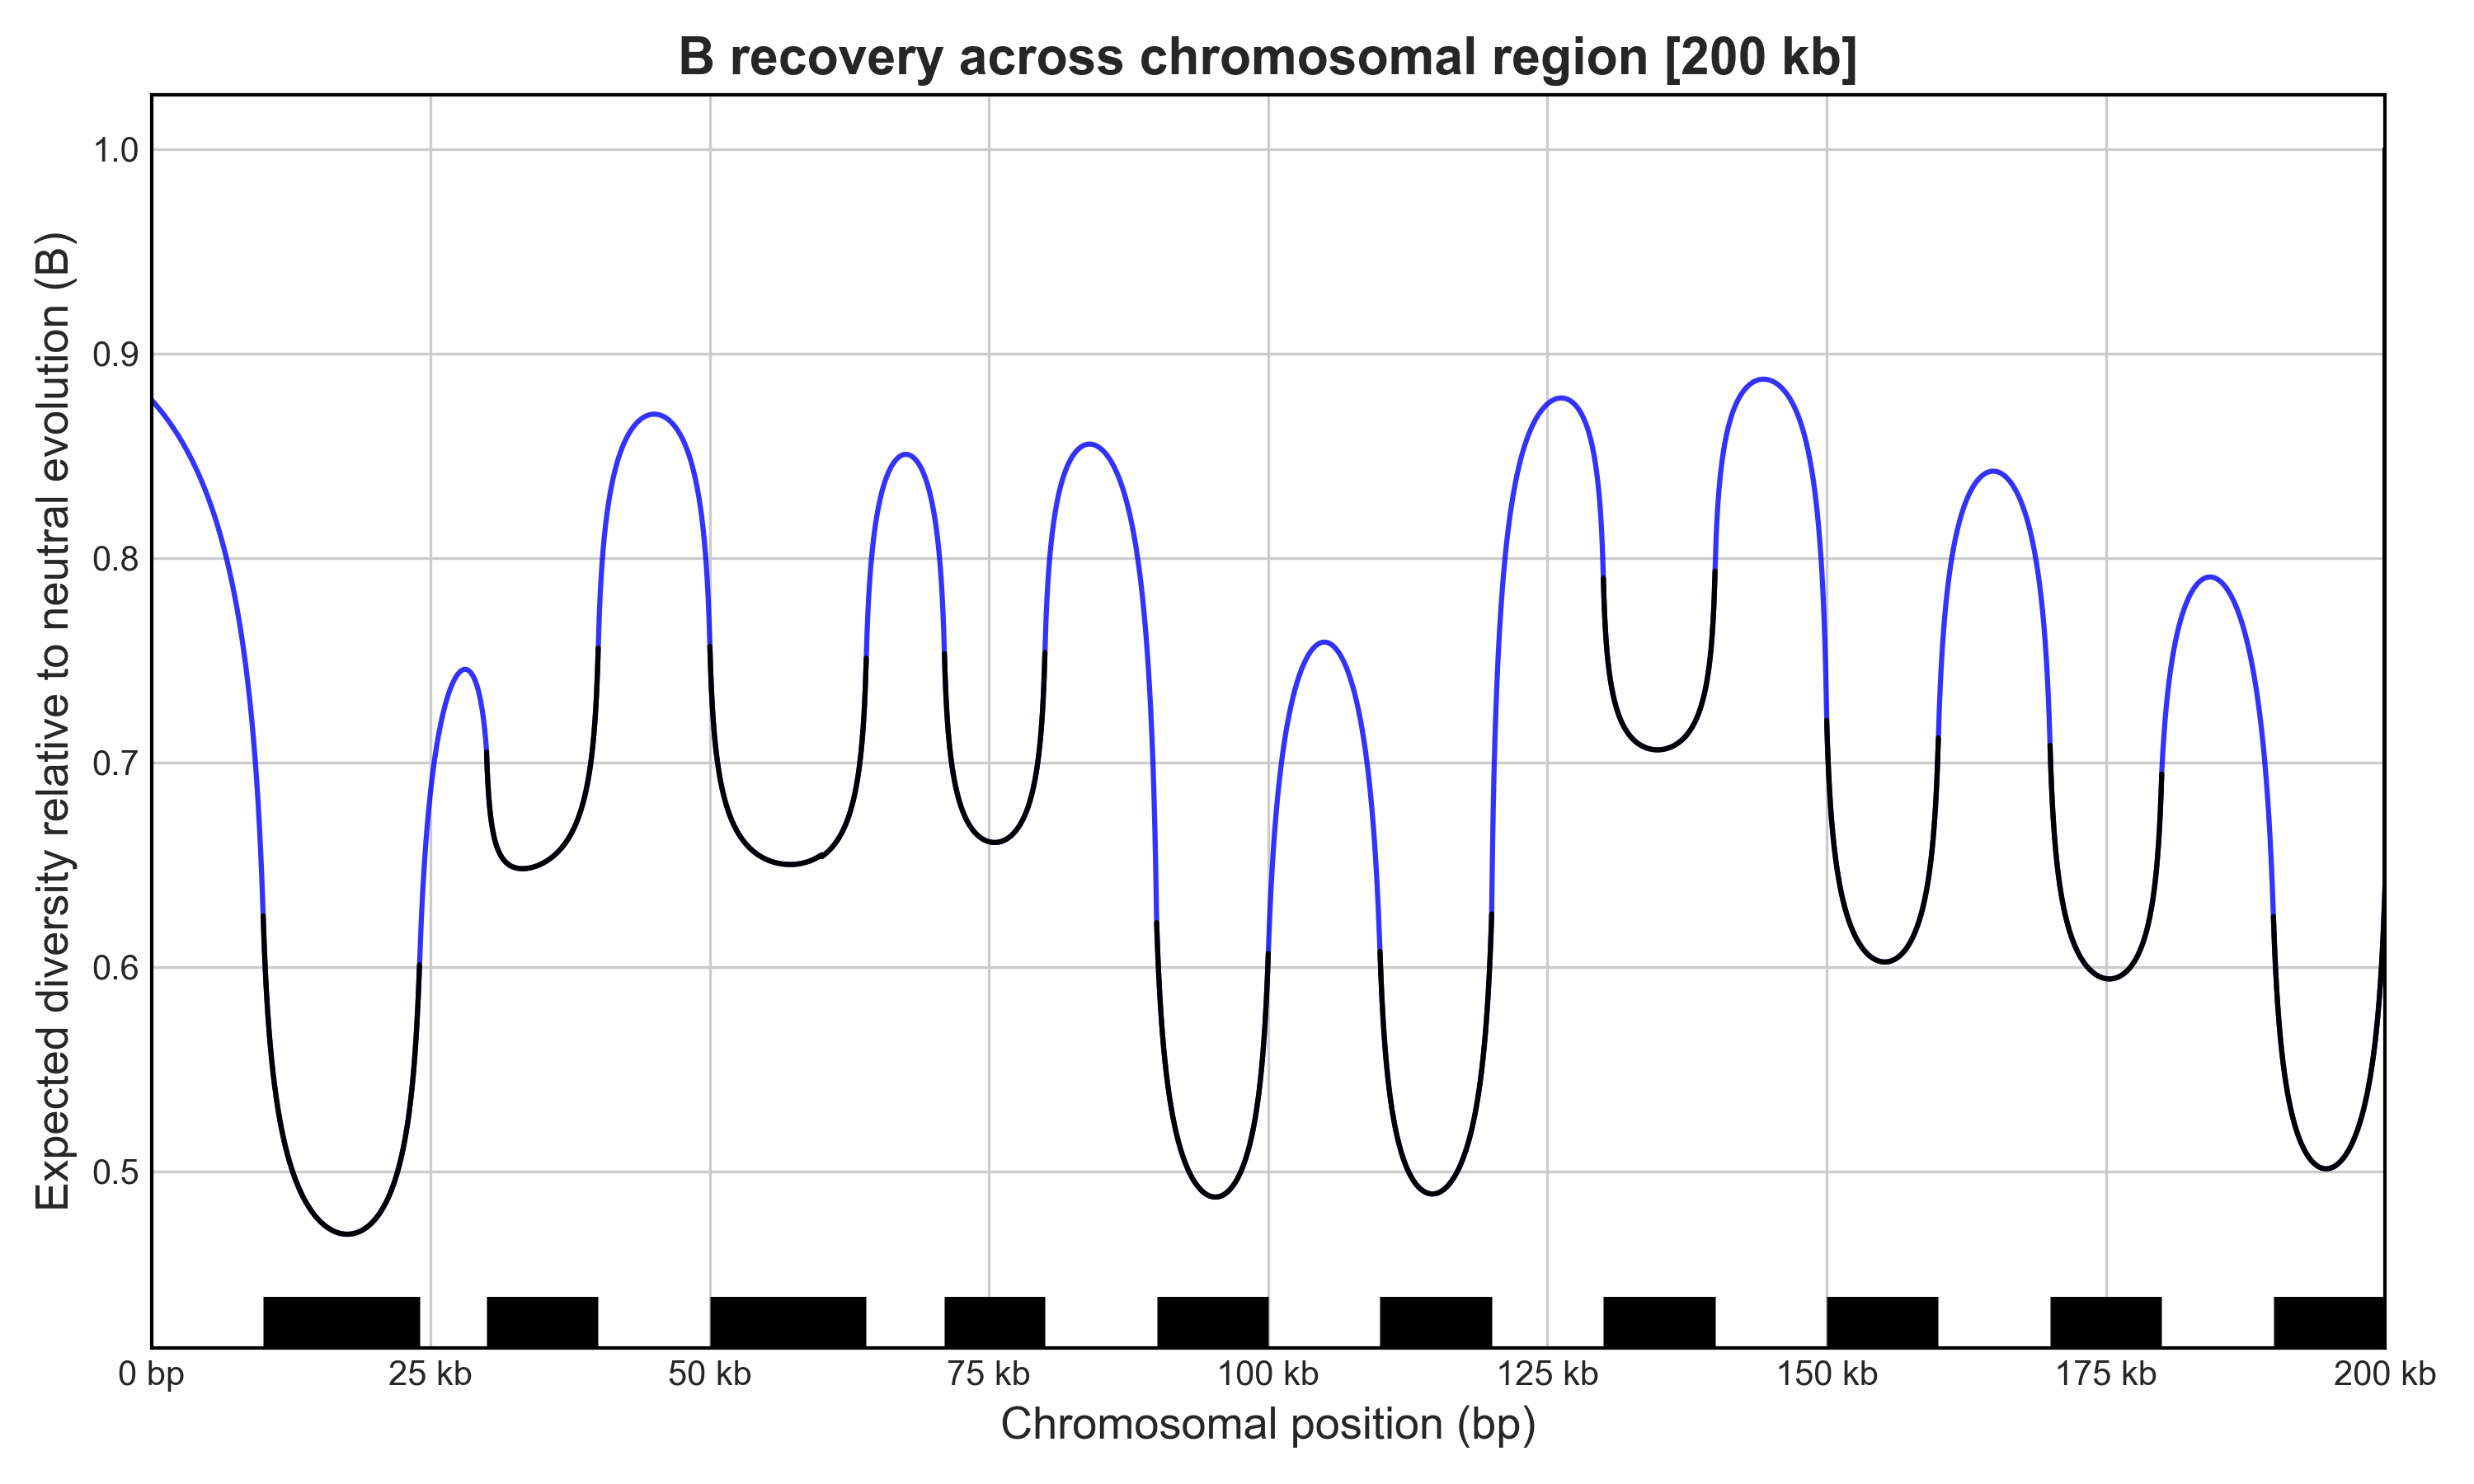 B recovery across chromosomal region [200 kb]
Expected diversity relative to neutral evolution (B)
1.0
0.9
0.8
0.7
0.6
0.5
0 bp
25 kb
50 kb
75 kb
100 kb
125 kb
150 kb
175 kb
200 kb
Chromosomal position (bp)